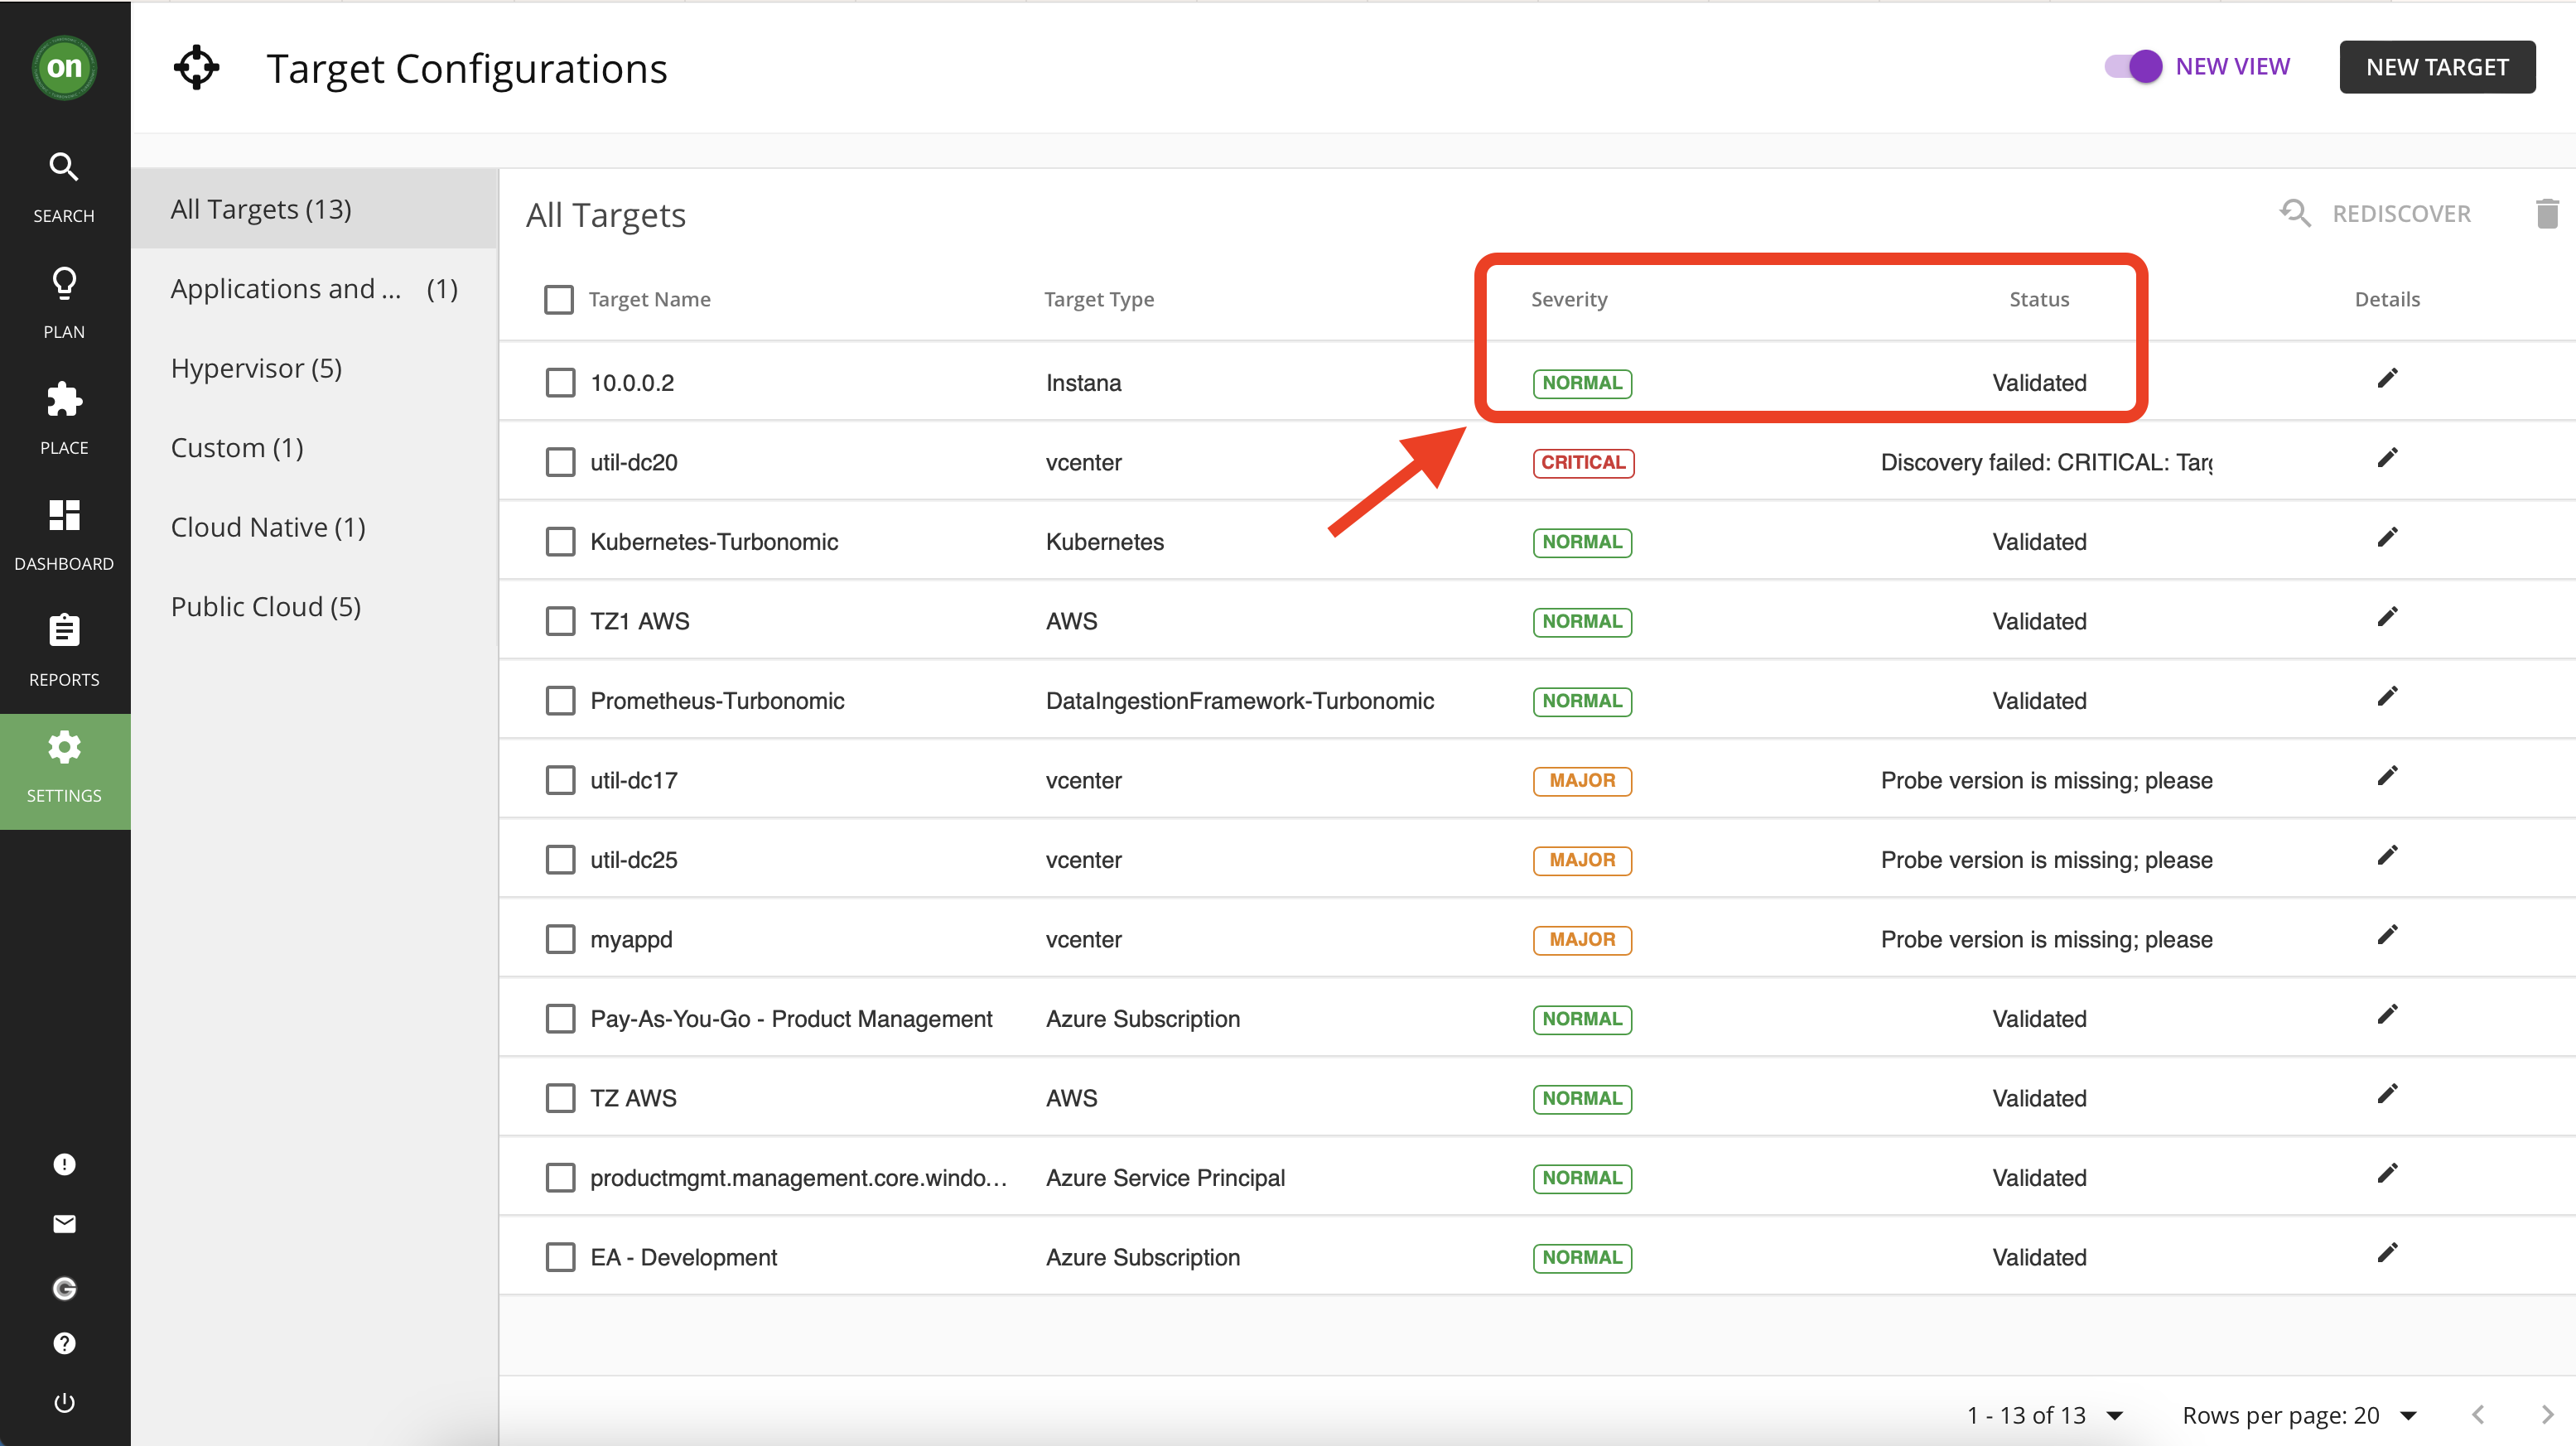 on
Target Configurations
NEW VIEW
NEW TARGET
SEARCH
PLAN
PLACE
DASHBOARD
REPORTS
SETTINGS
All Targets (13)
Applications and ... (1)
Hypervisor (5)
Custom (1)
Cloud Native (1)
Public Cloud (5)
All Targets
REDISCOVER
Target Name Target Type Severity Status Details
10.0.0.2 Instana NORMAL Validated
util-dc20 vcenter CRITICAL Discovery failed: CRITICAL: Targ
Kubernetes-Turbonomic Kubernetes NORMAL Validated
TZ1 AWS AWS NORMAL Validated
Prometheus-Turbonomic DataIngestionFramework-Turbonomic NORMAL Validated
util-dc17 vcenter MAJOR Probe version is missing; please
util-dc25 vcenter MAJOR Probe version is missing; please
myappd vcenter MAJOR Probe version is missing; please
Pay-As-You-Go - Product Management Azure Subscription NORMAL Validated
TZ AWS AWS NORMAL Validated
productmgmt.management.core.windo... Azure Service Principal NORMAL Validated
EA - Development Azure Subscription NORMAL Validated
1 - 13 of 13 Rows per page: 20